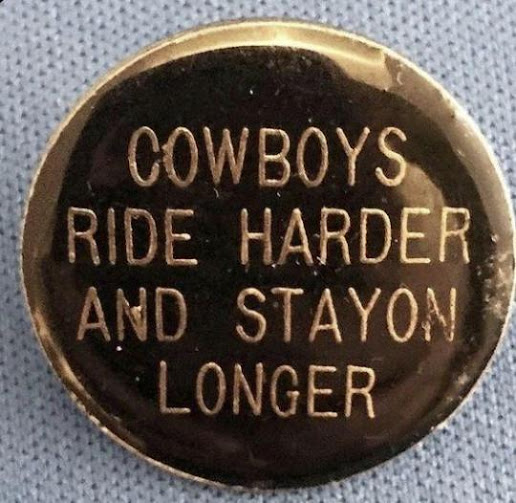 COWBOYS
RIDE HARDER
AND STAYON
LONGER